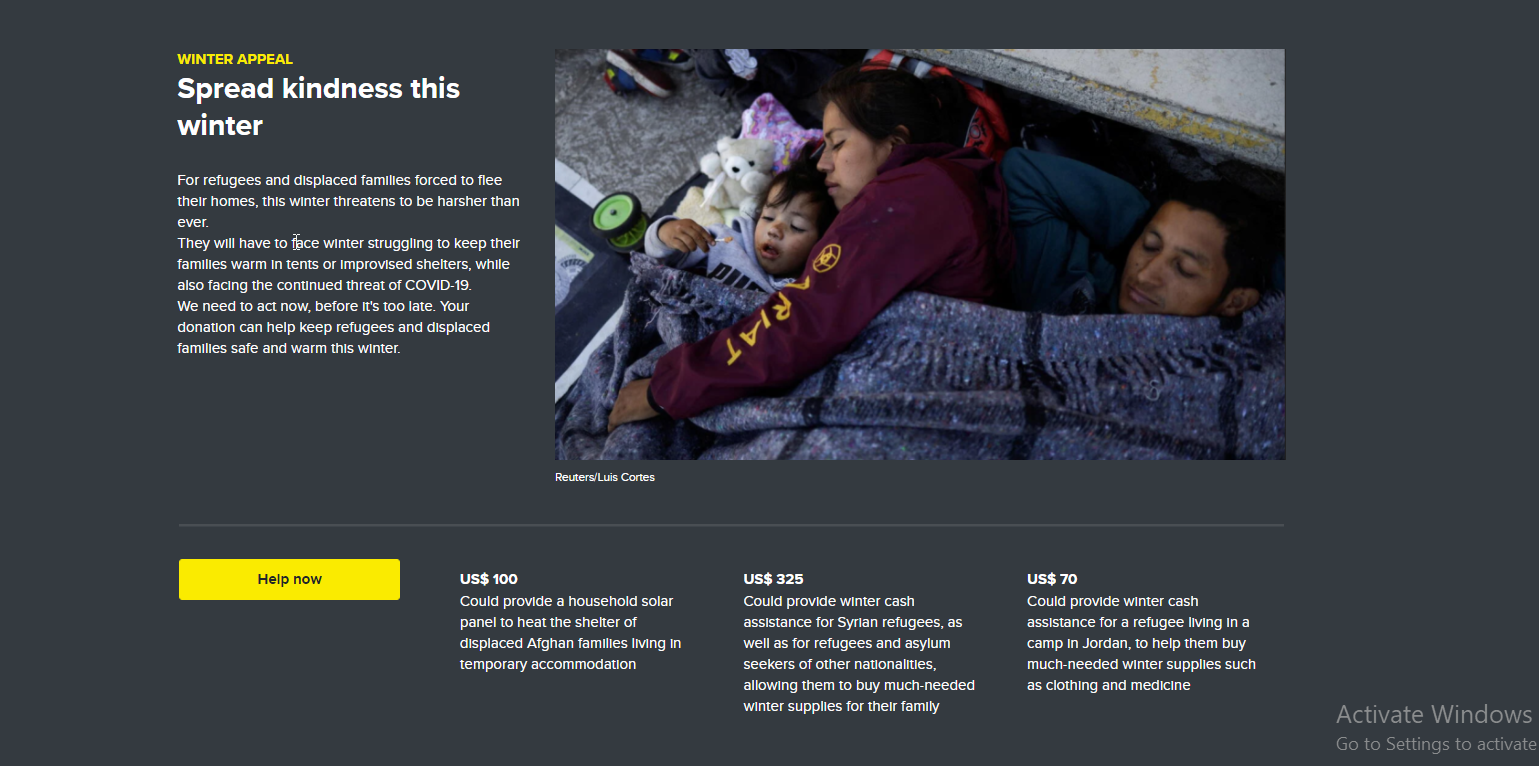 WINTER APPEAL
Spread kindness this
winter
For refugees and displaced families forced to flee
their homes, this winter threatens to be harsher than
ever.
They will have to face winter struggling to keep their
families warm in tents or improvised shelters, while
also facing the continued threat of COVID-19.
We need to act now, before it's too late. Your
donation can help keep refugees and displaced
families safe and warm this winter.
ARIAT
Reuters/Luis Cortes
Help now
US$ 100
Could provide a household solar
panel to heat the shelter of
displaced Afghan families living in
temporary accommodation
US$ 325
Could provide winter cash
assistance for Syrian refugees, as
well as for refugees and asylum
seekers of other nationalities,
allowing them to buy much-needed
winter supplies for their family
US$ 70
Could provide winter cash
assistance for a refugee living in a
camp in Jordan, to help them buy
much-needed winter supplies such
as clothing and medicine
Activate Windows
Go to Settings to activate